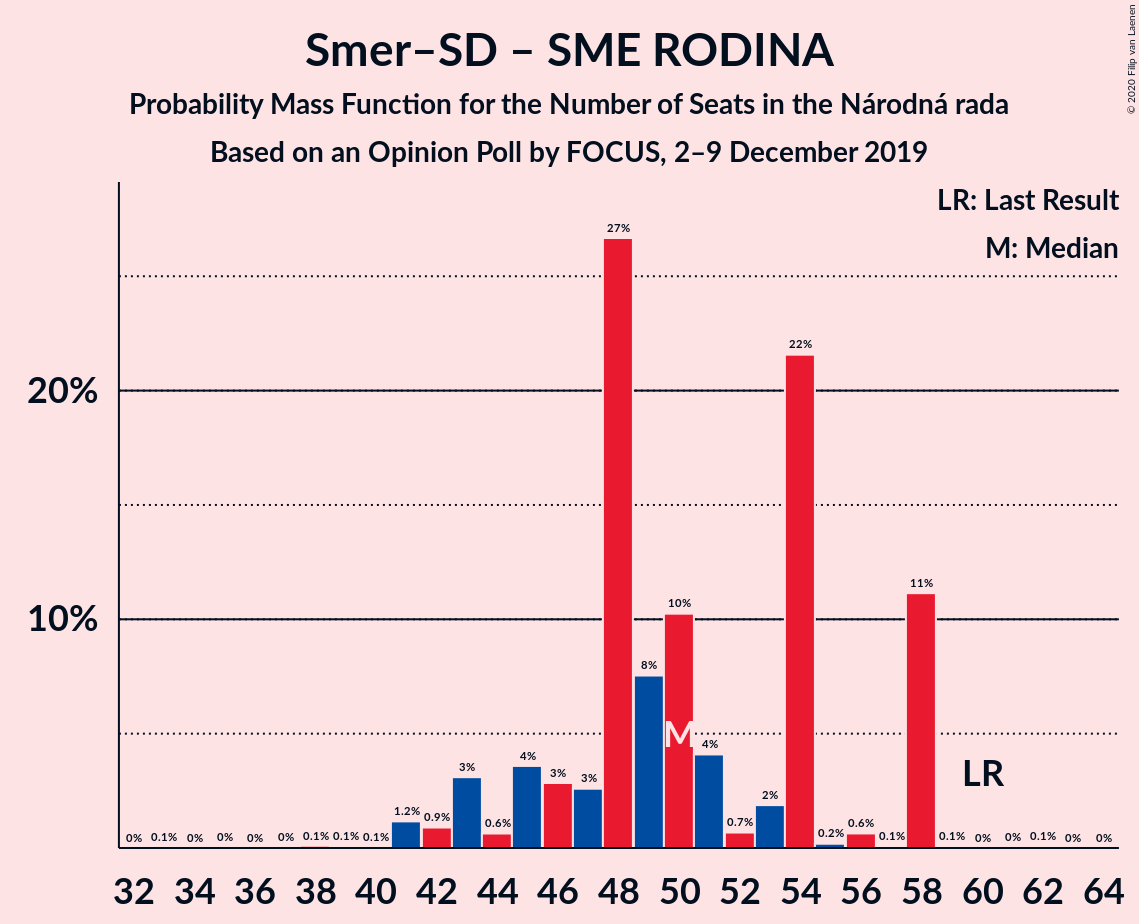 Smer–SD – SME RODINA
Probability Mass Function for the Number of Seats in the Národná rada
Based on an Opinion Poll by FOCUS, 2–9 December 2019
© 2020 Filip van Laenen
LR: Last Result
M: Median
20%
10%
0% 0.1% 0% 0% 0% 0% 0.1% 0.1% 0.1% 1.2% 0.9% 3% 0.6% 4% 3% 3% 27% 8% 10% 4% 0.7% 2% 22% 0.2% 0.6% 0.1% 11% 0.1% 0% 0% 0.1% 0% 0%
M
LR
32 34 36 38 40 42 44 46 48 50 52 54 56 58 60 62 64